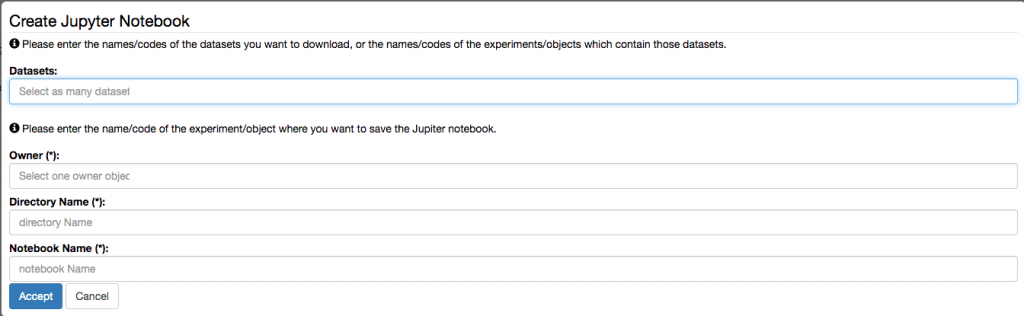 Create Jupyter Notebook
Please enter the names/codes of the datasets you want to download, or the names/codes of the experiments/objects which contain those datasets.
Datasets:
Select as many dataset
Please enter the name/code of the experiment/object where you want to save the Jupiter notebook.
Owner (*):
Select one owner objec
Directory Name (*):
directory Name
Notebook Name (*):
notebook Name
Accept Cancel